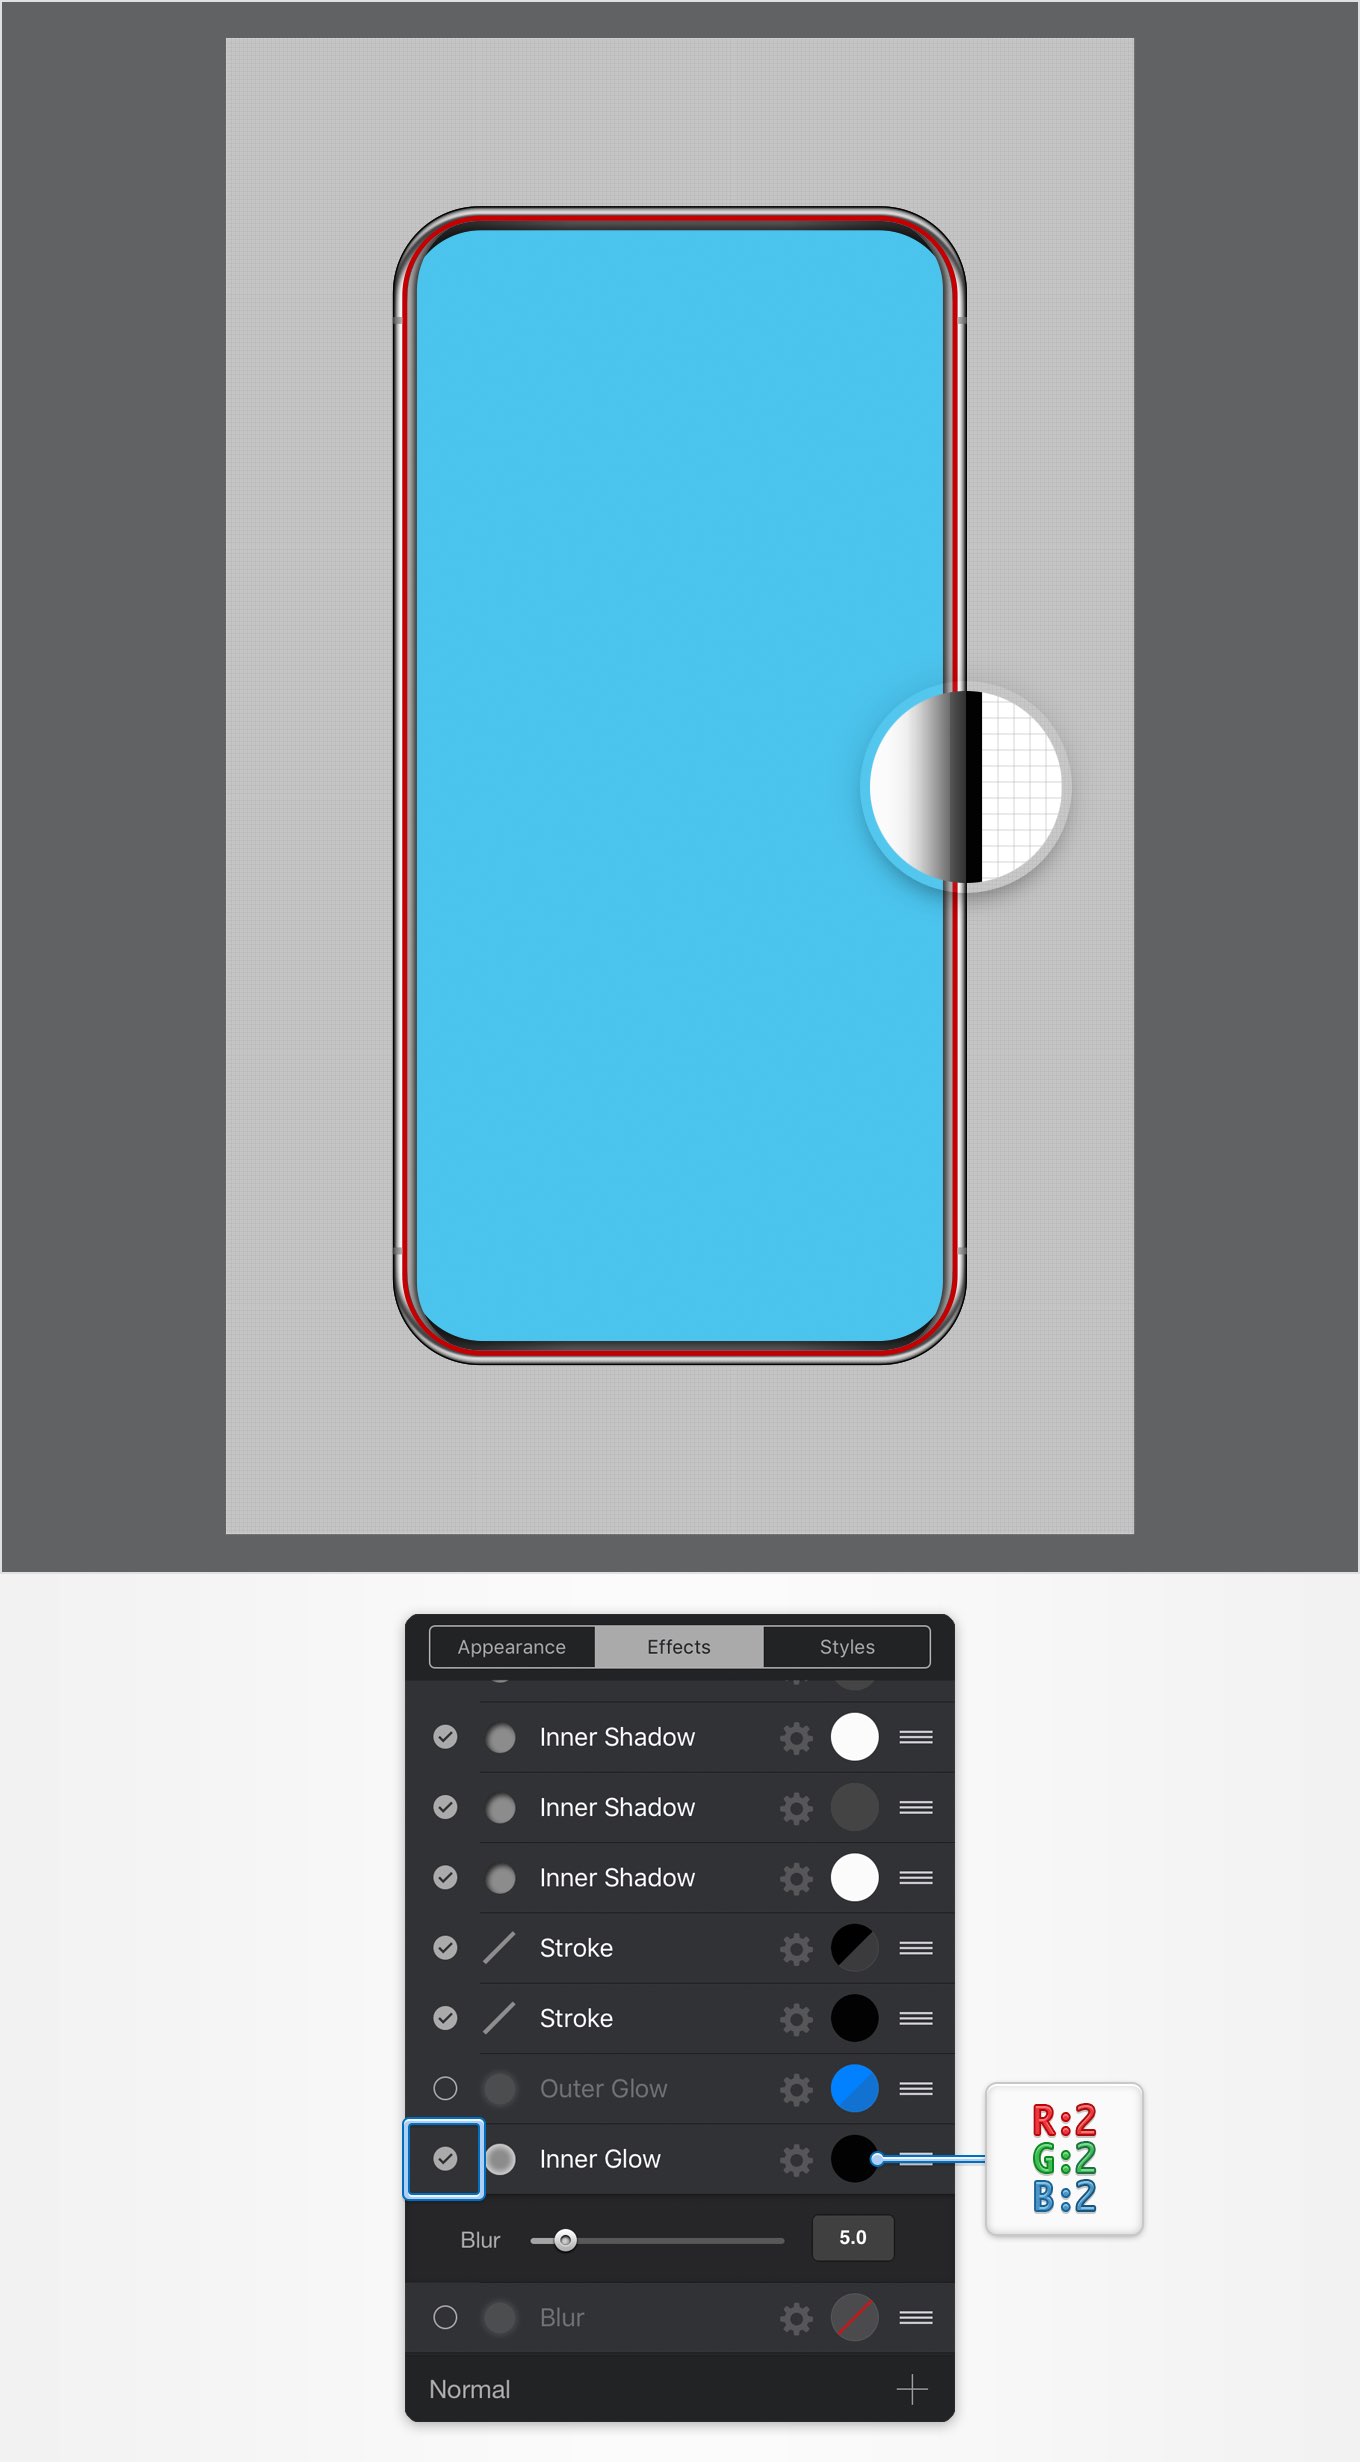 Appearance Effects Styles
Inner Shadow
Inner Shadow
Inner Shadow
Stroke
Stroke
Outer Glow
Inner Glow
R:2
G:2
B:2
Blur 5.0
Blur
Normal